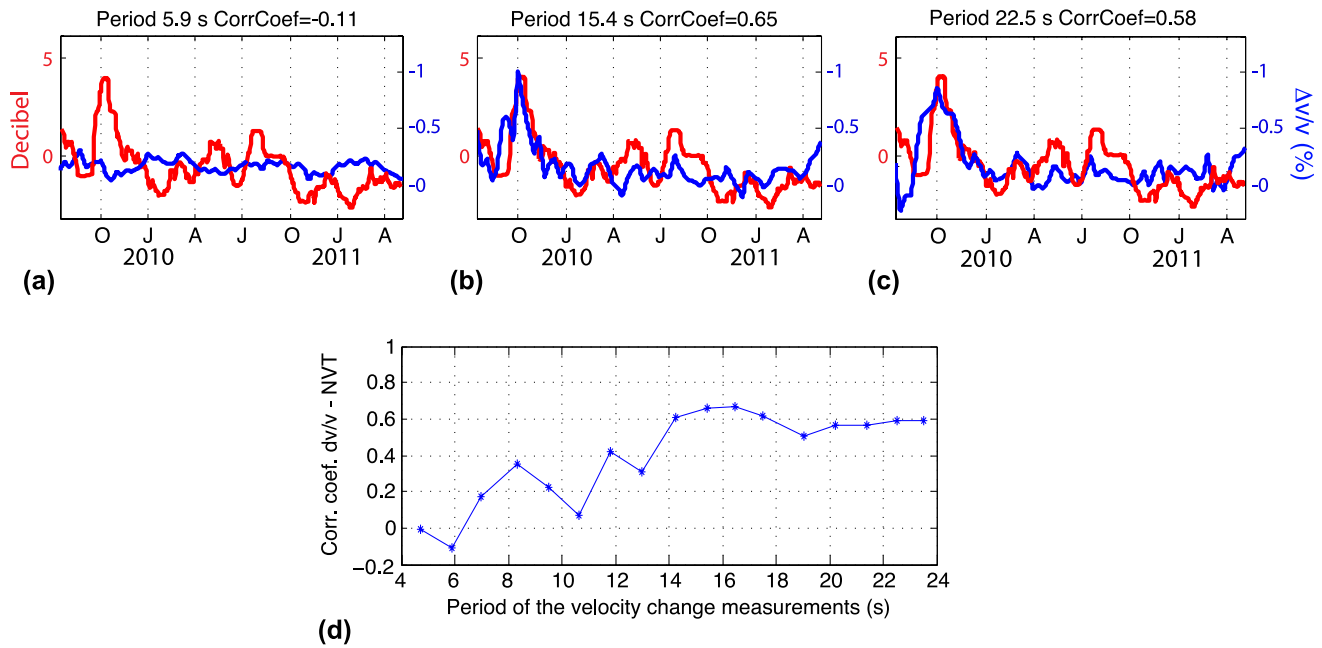 Period 5.9 s CorrCoef=-0.11
Decibel
5
0
-1
-0.5
-0
O J A J O J A
2010 2011
(a)
Period 15.4 s CorrCoef=0.65
5
0
-1
-0.5
-0
O J A J O J A
2010 2011
(b)
Period 22.5 s CorrCoef=0.58
5
0
-1
-0.5
-0
Δv/v (%)
O J A J O J A
2010 2011
(c)
Corr. coef. dv/v - NVT
1
0.8
0.6
0.4
0.2
0
−0.2
4 6 8 10 12 14 16 18 20 22 24
Period of the velocity change measurements (s)
(d)